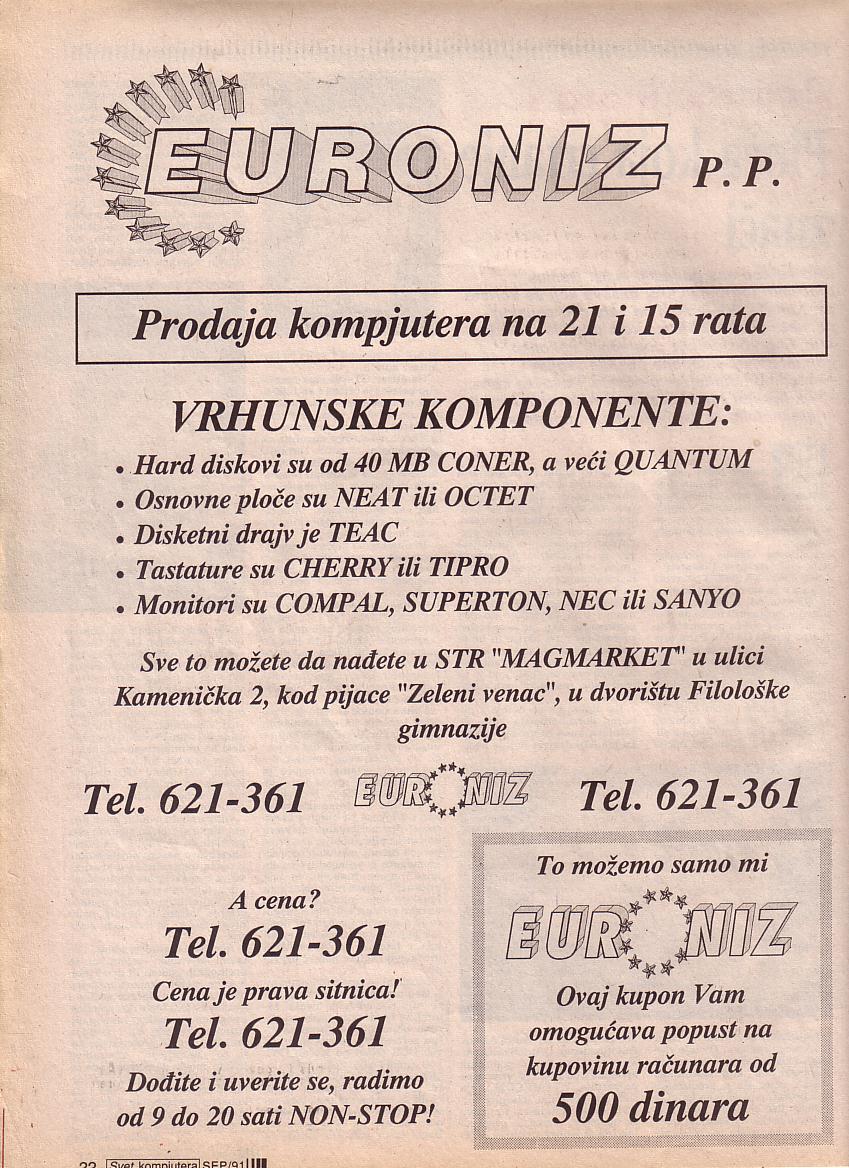 EURONIZ P. P.
Prodaja kompjutera na 21 i 15 rata
VRHUNSKE KOMPONENTE:
• Hard diskovi su od 40 MB CONER, a veći QUANTUM
• Osnovne ploče su NEAT ili OCTET
• Disketni drajv je TEAC
• Tastature su CHERRY ili TIPRO
• Monitori su COMPAL, SUPERTON, NEC ili SANYO
Sve to možete da nađete u STR "MAGMARKET" u ulici
Kamenička 2, kod pijace "Zeleni venac", u dvorištu Filološke
gimnazije
Tel. 621-361 EURONIZ Tel. 621-361
A cena?
Tel. 621-361
Cena je prava sitnica!
Tel. 621-361
Dođite i uverite se, radimo
od 9 do 20 sati NON-STOP!
To možemo samo mi
EURONIZ
Ovaj kupon Vam
omogućava popust na
kupovinu računara od
500 dinara
22 Svet kompjutera SEP/91